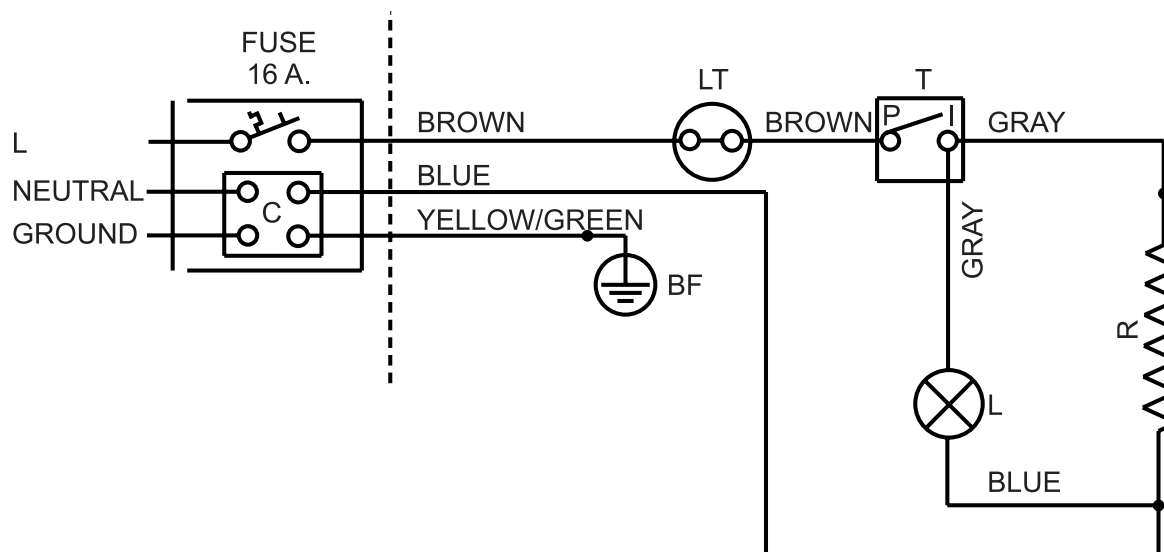 FUSE
16 A.
LT
T
L
BROWN
BROWN
P
I
GRAY
NEUTRAL
BLUE
C
GROUND
YELLOW/GREEN
GRAY
BF
R
L
BLUE